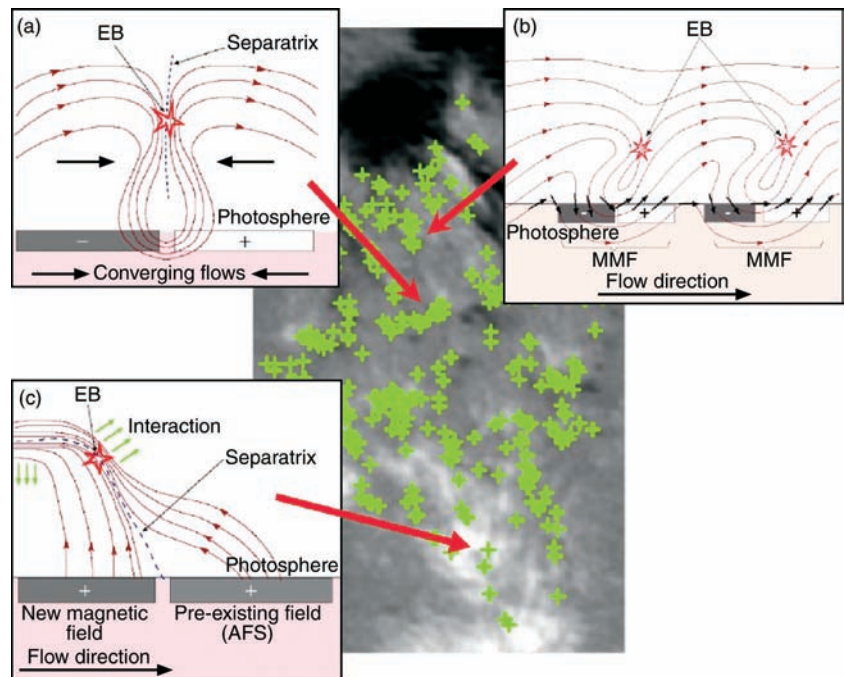 (a)
EB
Separatrix
Photosphere
− +
Converging flows
(b)
EB
- + - +
Photosphere
MMF MMF
Flow direction
(c)
EB
Interaction
Separatrix
Photosphere
+ +
New magnetic field
Pre-existing field (AFS)
Flow direction